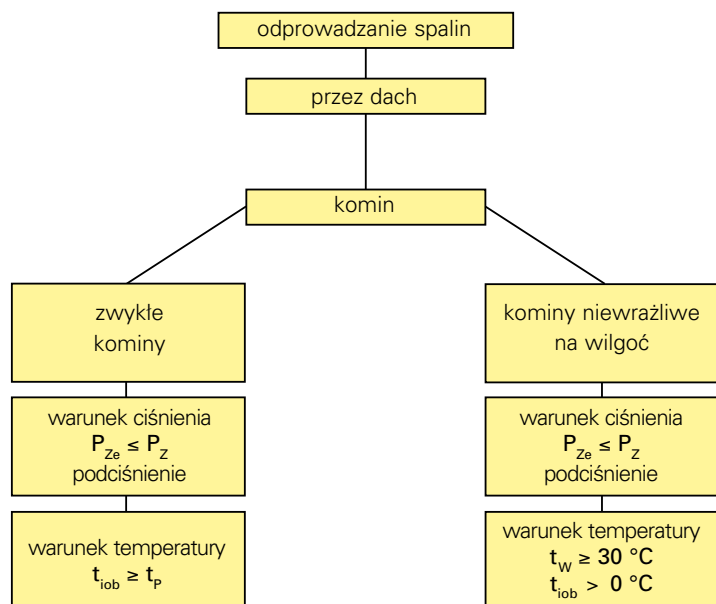 odprowadzanie spalin
przez dach
komin
zwykłe
kominy
warunek ciśnienia
P_Ze ≤ P_Z
podciśnienie
warunek temperatury
t_iob ≥ t_P
kominy niewrażliwe
na wilgoć
warunek ciśnienia
P_Ze ≤ P_Z
podciśnienie
warunek temperatury
t_W ≥ 30 °C
t_iob > 0 °C